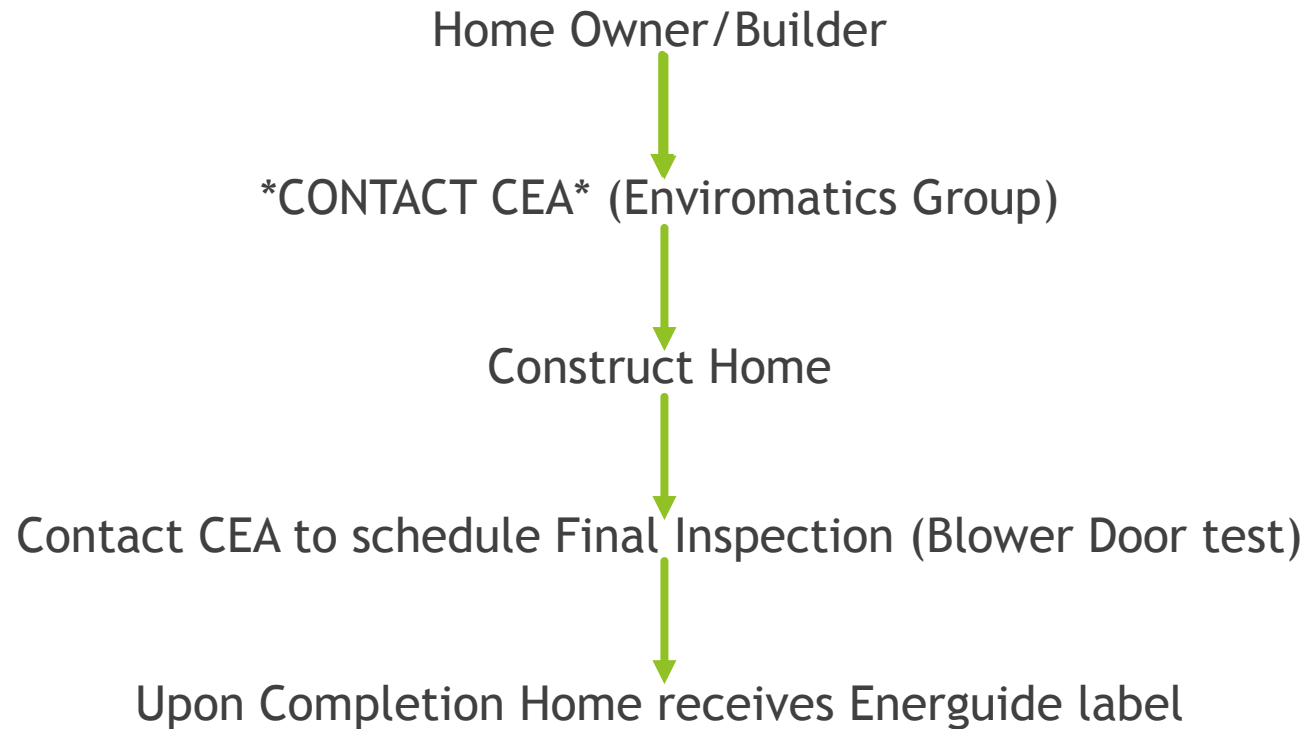 Home Owner/Builder
*CONTACT CEA* (Enviromatics Group)
Construct Home
Contact CEA to schedule Final Inspection (Blower Door test)
Upon Completion Home receives Energuide label